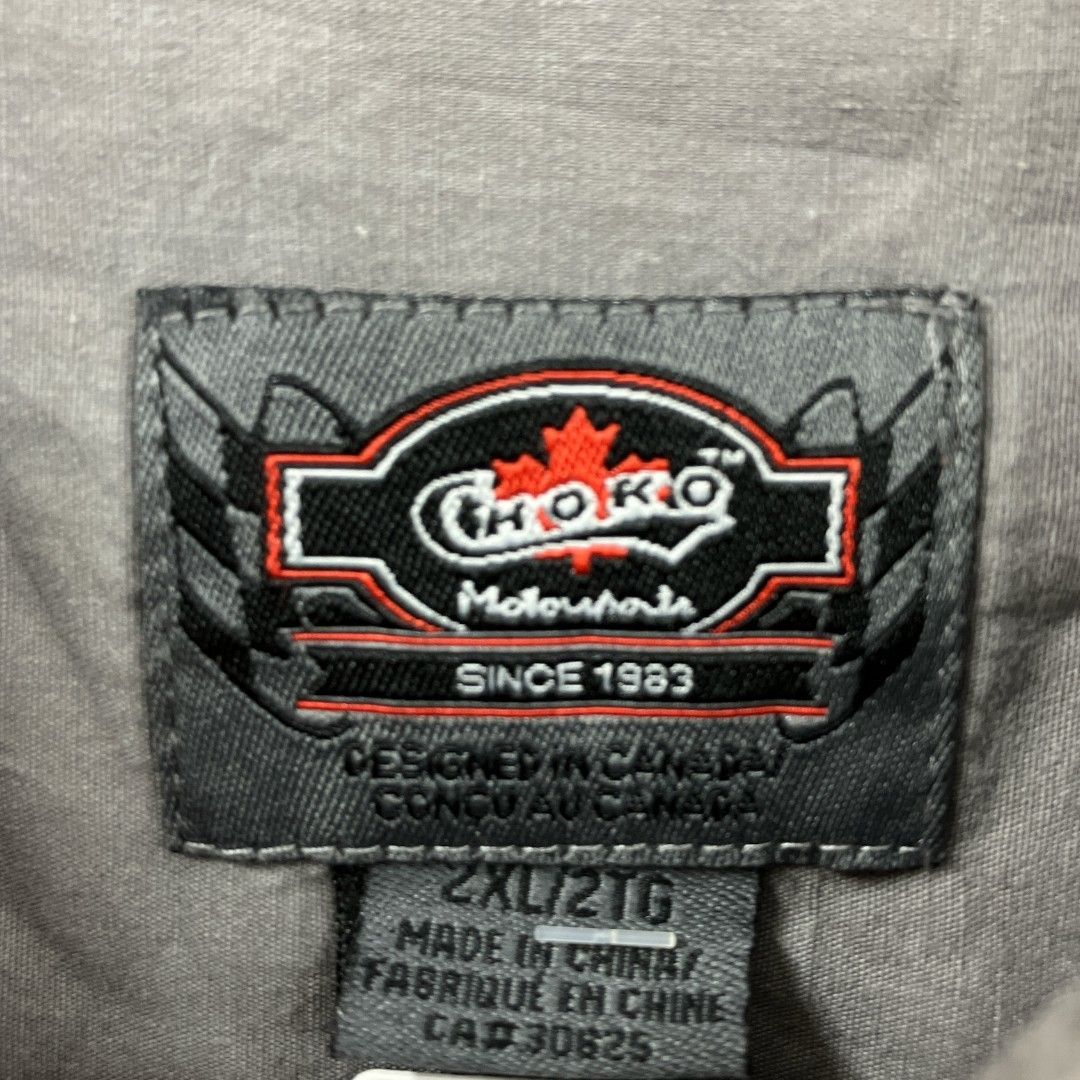 CHOKO™
Motorsports
SINCE 1983
DESIGNED IN CANADA/
CONÇU AU CANADA
2XL/2TG
MADE IN CHINA/
FABRIQUÉ EN CHINE
CA# 30625